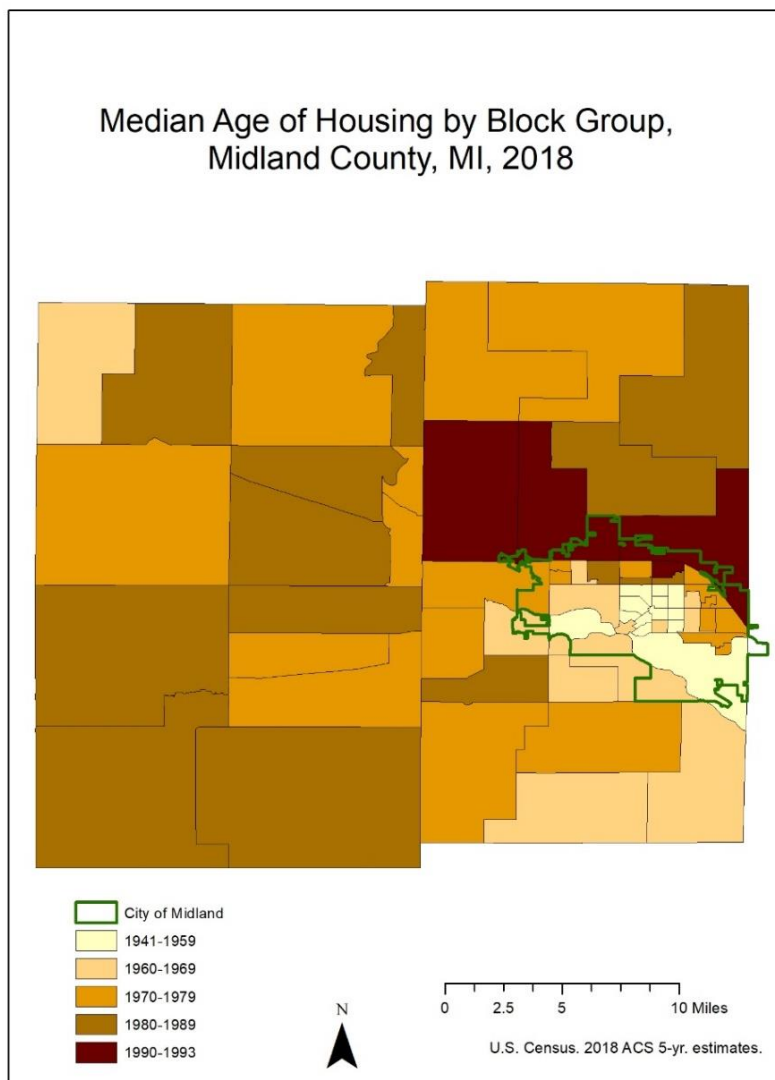 Median Age of Housing by Block Group,
Midland County, MI, 2018
City of Midland
1941-1959
1960-1969
1970-1979
1980-1989
1990-1993
N
0 2.5 5 10 Miles
U.S. Census. 2018 ACS 5-yr. estimates.